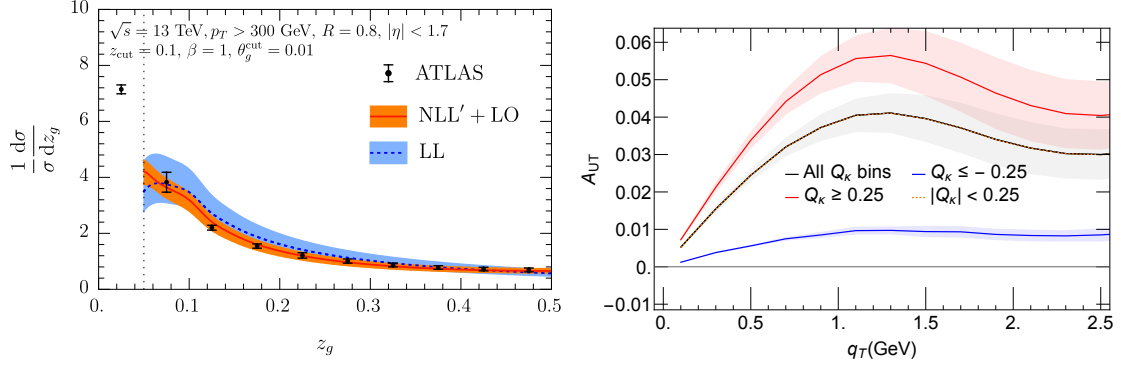 √s = 13 TeV, p_T > 300 GeV, R = 0.8, |η| < 1.7
z_cut = 0.1, β = 1, θ_g^cut = 0.01
ATLAS
NLL′ + LO
LL
10
8
6
4
2
0
1/σ dσ/dz_g
0.
0.1
0.2
0.3
0.4
0.5
z_g
0.06
0.05
0.04
0.03
0.02
0.01
0.
-0.01
A_UT
All Q_κ bins
Q_κ ≤ - 0.25
Q_κ ≥ 0.25
|Q_κ| < 0.25
0.
0.5
1.
1.5
2.
2.5
q_T(GeV)